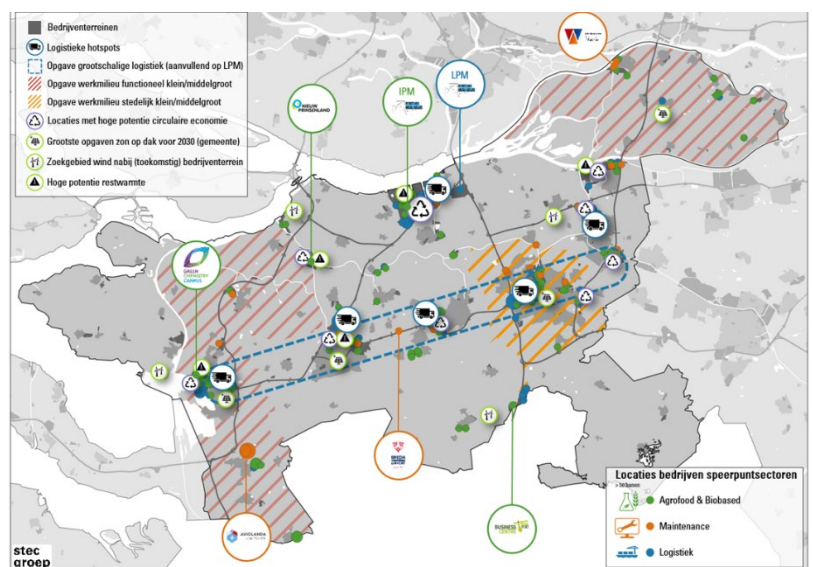 Bedrijventerreinen
Logistieke hotspots
Opgave grootschalige logistiek (aanvullend op LPM)
Opgave werkmilieu functioneel klein/middelgroot
Opgave werkmilieu stedelijk klein/middelgroot
Locaties met hoge potentie circulaire economie
Grootste opgaven zon op dak voor 2030 (gemeente)
Zoekgebied wind nabij (toekomstig) bedrijventerrein
Hoge potentie restwarmte
NIEUW
PRINSENLAND
IPM
LPM
GREEN
CHEMISTRY
CAMPUS
BREDA
AVIOLANDA
BUSINESS
CENTRE
Locaties bedrijven speerpuntsectoren
Agrofood & Biobased
Maintenance
Logistiek
stec
groep